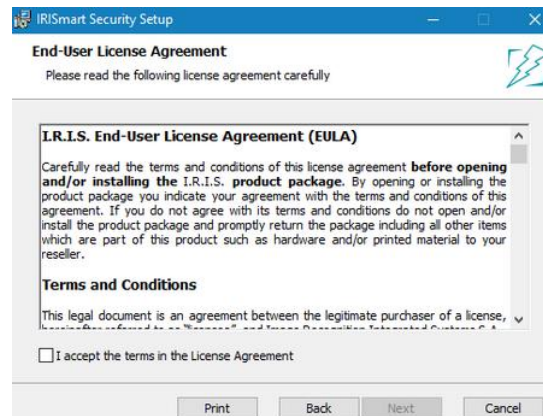 IRISmart Security Setup
End-User License Agreement
Please read the following license agreement carefully
I.R.I.S. End-User License Agreement (EULA)
Carefully read the terms and conditions of this license agreement before opening
and/or installing the I.R.I.S. product package. By opening or installing the
product package you indicate your agreement with the terms and conditions of this
agreement. If you do not agree with its terms and conditions do not open and/or
install the product package and promptly return the package including all other items
which are part of this product such as hardware and/or printed material to your
reseller.
Terms and Conditions
This legal document is an agreement between the legitimate purchaser of a license,
I accept the terms in the License Agreement
Print
Back
Next
Cancel